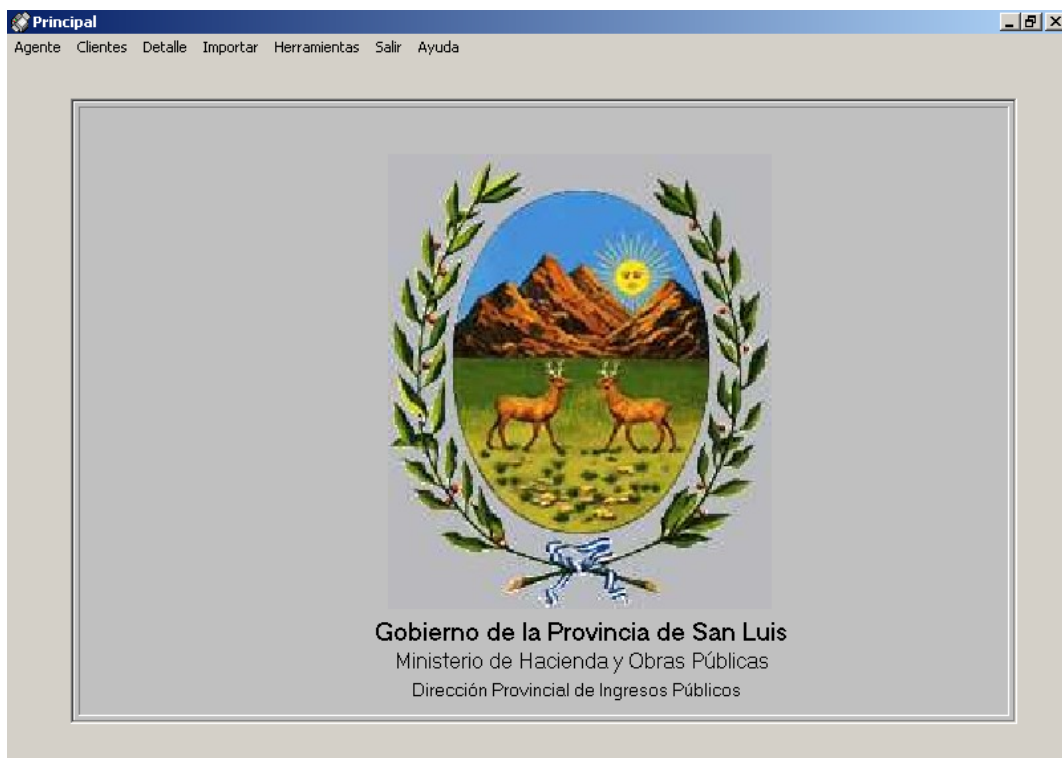 Principal
Agente Clientes Detalle Importar Herramientas Salir Ayuda
Gobierno de la Provincia de San Luis
Ministerio de Hacienda y Obras Públicas
Dirección Provincial de Ingresos Públicos